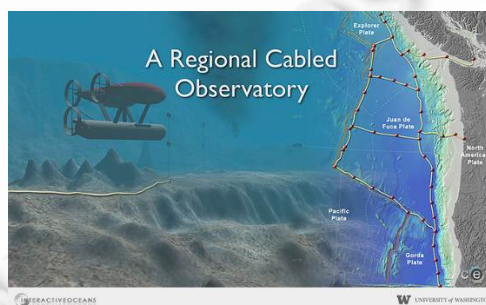 A Regional Cabled
Observatory
Explorer
Plate
Juan de
Fuca Plate
North
America
Plate
Pacific
Plate
Gorda
Plate
INTERACTIVEOCEANS
W UNIVERSITY of WASHINGTON